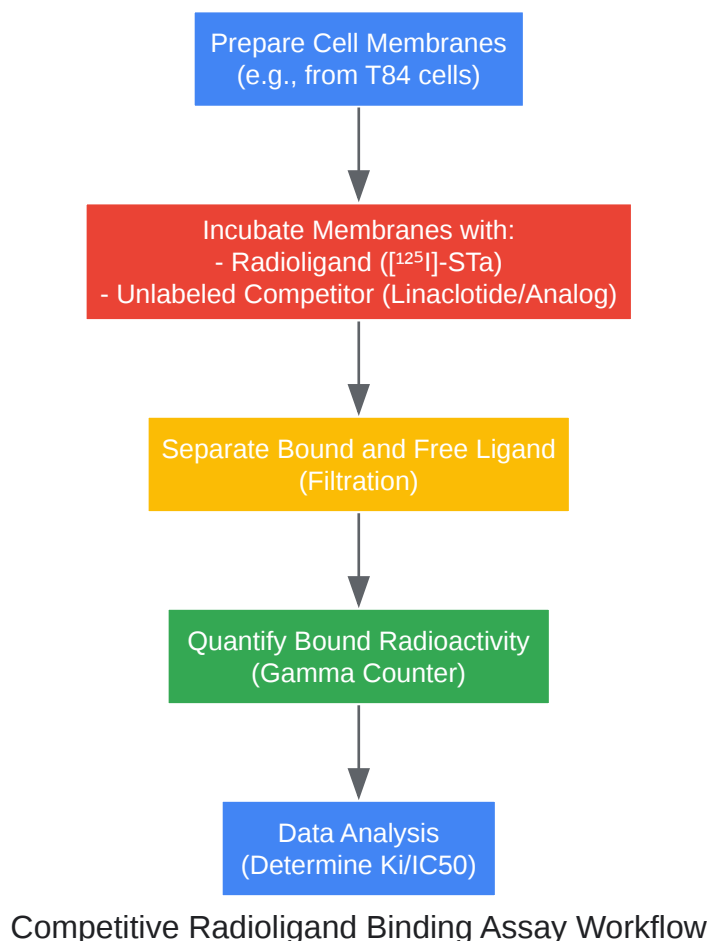 Prepare Cell Membranes
(e.g., from T84 cells)
Incubate Membranes with:
- Radioligand ([¹²⁵I]-STa)
- Unlabeled Competitor (Linaclotide/Analog)
Separate Bound and Free Ligand
(Filtration)
Quantify Bound Radioactivity
(Gamma Counter)
Data Analysis
(Determine Ki/IC50)
Competitive Radioligand Binding Assay Workflow